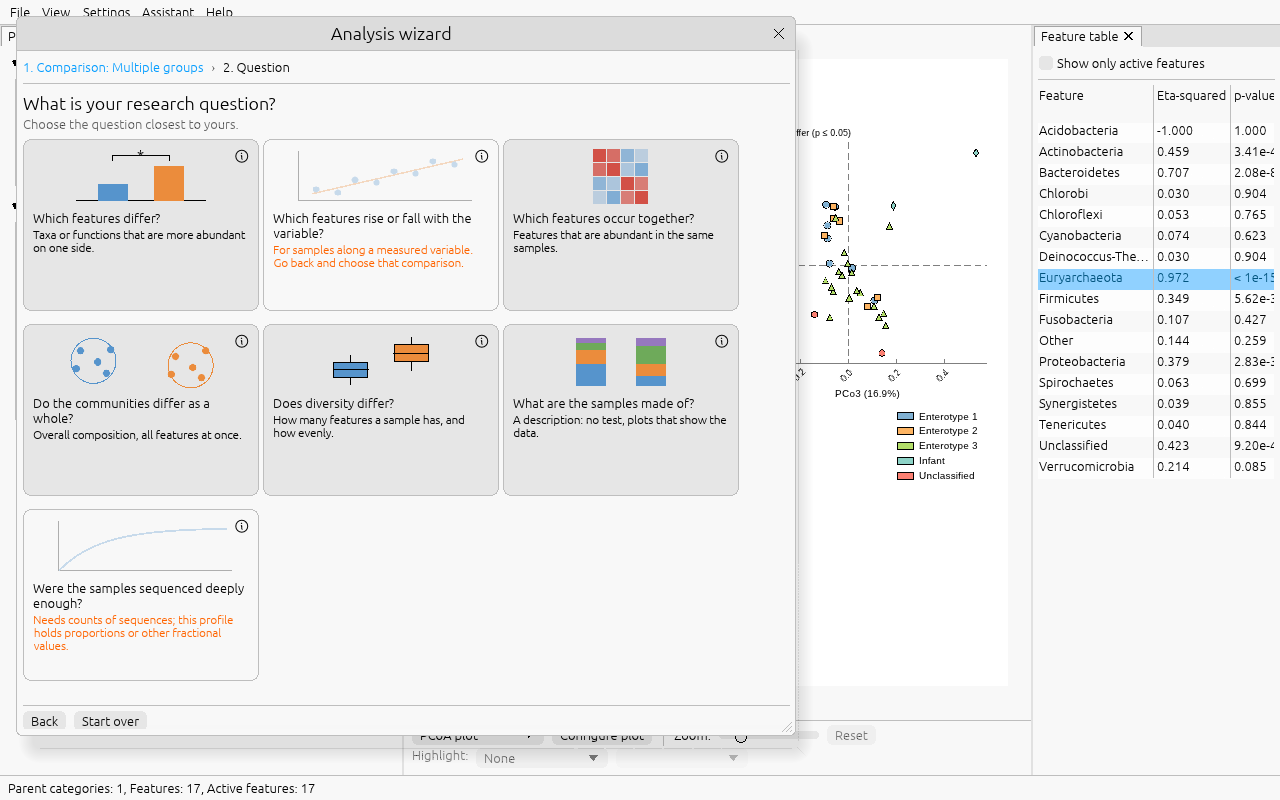 File View Settings Assistant Help
Analysis wizard
1. Comparison: Multiple groups › 2. Question
What is your research question?
Choose the question closest to yours.
*
Which features differ?
Taxa or functions that are more abundant
on one side.
Which features rise or fall with the
variable?
For samples along a measured variable.
Go back and choose that comparison.
Which features occur together?
Features that are abundant in the same
samples.
Do the communities differ as a
whole?
Overall composition, all features at once.
Does diversity differ?
How many features a sample has, and
how evenly.
What are the samples made of?
A description: no test, plots that show the
data.
Were the samples sequenced deeply
enough?
Needs counts of sequences; this profile
holds proportions or other fractional
values.
Back Start over
ffer (p ≤ 0.05)
0.0 0.2 0.4
PCo3 (16.9%)
Enterotype 1
Enterotype 2
Enterotype 3
Infant
Unclassified
PCoA plot Configure plot Zoom: Reset
Highlight: None
Feature table
Show only active features
Feature Eta-squared p-value
Acidobacteria -1.000 1.000
Actinobacteria 0.459 3.41e-4
Bacteroidetes 0.707 2.08e-8
Chlorobi 0.030 0.904
Chloroflexi 0.053 0.765
Cyanobacteria 0.074 0.623
Deinococcus-The... 0.030 0.904
Euryarchaeota 0.972 < 1e-15
Firmicutes 0.349 5.62e-3
Fusobacteria 0.107 0.427
Other 0.144 0.259
Proteobacteria 0.379 2.83e-3
Spirochaetes 0.063 0.699
Synergistetes 0.039 0.855
Tenericutes 0.040 0.844
Unclassified 0.423 9.20e-4
Verrucomicrobia 0.214 0.085
Parent categories: 1, Features: 17, Active features: 17